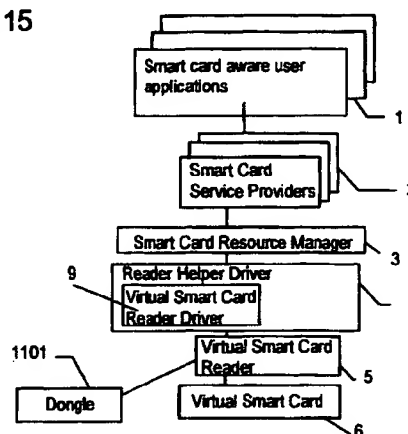 15
Smart card aware user
applications
1
Smart Card
Service Providers
Smart Card Resource Manager
3
9
Reader Helper Driver
Virtual Smart Card
Reader Driver
1101
Virtual Smart Card
Reader
5
Dongle
Virtual Smart Card
6